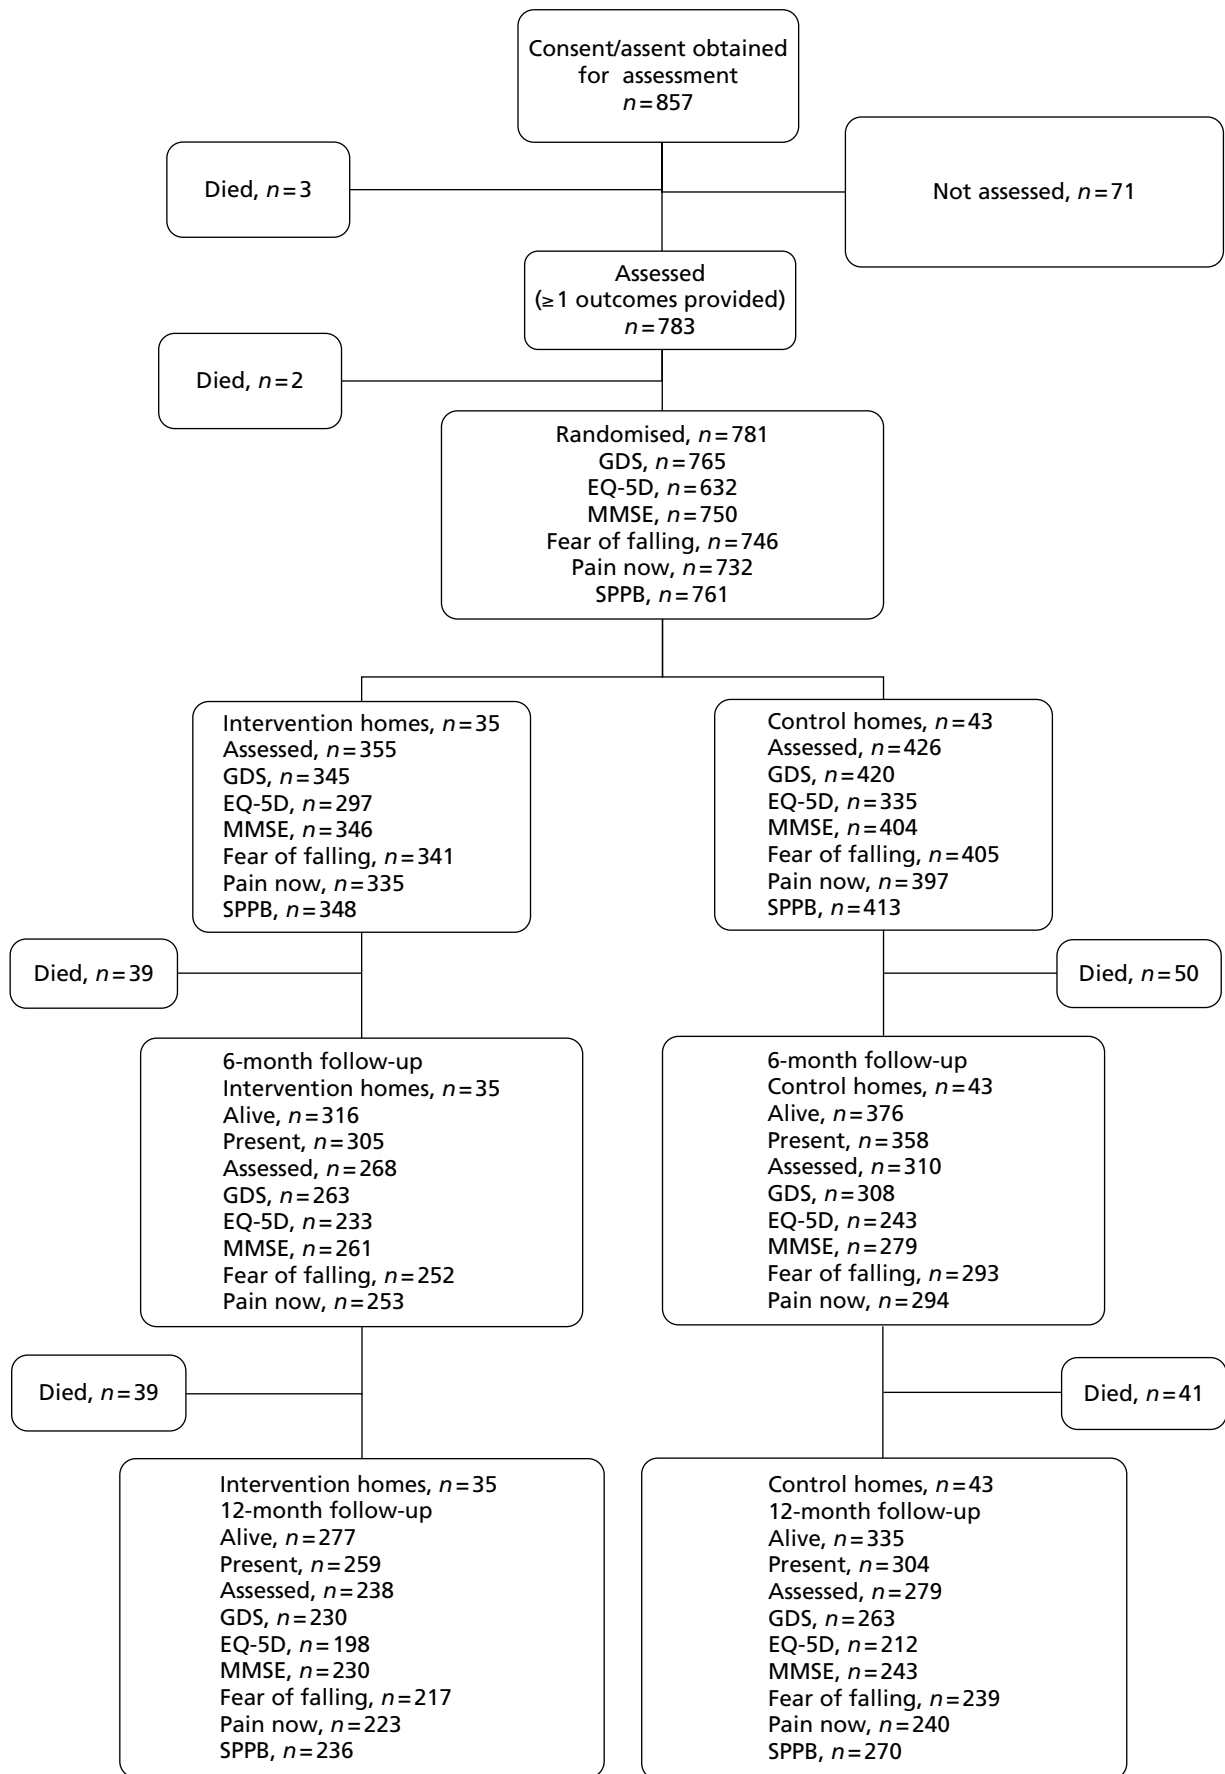 Consent/assent obtained
for assessment
n=857
Died, n=3
Not assessed, n=71
Assessed
(≥1 outcomes provided)
n=783
Died, n=2
Randomised, n=781
GDS, n=765
EQ-5D, n=632
MMSE, n=750
Fear of falling, n=746
Pain now, n=732
SPPB, n=761
Intervention homes, n=35
Assessed, n=355
GDS, n=345
EQ-5D, n=297
MMSE, n=346
Fear of falling, n=341
Pain now, n=335
SPPB, n=348
Control homes, n=43
Assessed, n=426
GDS, n=420
EQ-5D, n=335
MMSE, n=404
Fear of falling, n=405
Pain now, n=397
SPPB, n=413
Died, n=39
Died, n=50
6-month follow-up
Intervention homes, n=35
Alive, n=316
Present, n=305
Assessed, n=268
GDS, n=263
EQ-5D, n=233
MMSE, n=261
Fear of falling, n=252
Pain now, n=253
6-month follow-up
Control homes, n=43
Alive, n=376
Present, n=358
Assessed, n=310
GDS, n=308
EQ-5D, n=243
MMSE, n=279
Fear of falling, n=293
Pain now, n=294
Died, n=39
Died, n=41
Intervention homes, n=35
12-month follow-up
Alive, n=277
Present, n=259
Assessed, n=238
GDS, n=230
EQ-5D, n=198
MMSE, n=230
Fear of falling, n=217
Pain now, n=223
SPPB, n=236
Control homes, n=43
12-month follow-up
Alive, n=335
Present, n=304
Assessed, n=279
GDS, n=263
EQ-5D, n=212
MMSE, n=243
Fear of falling, n=239
Pain now, n=240
SPPB, n=270